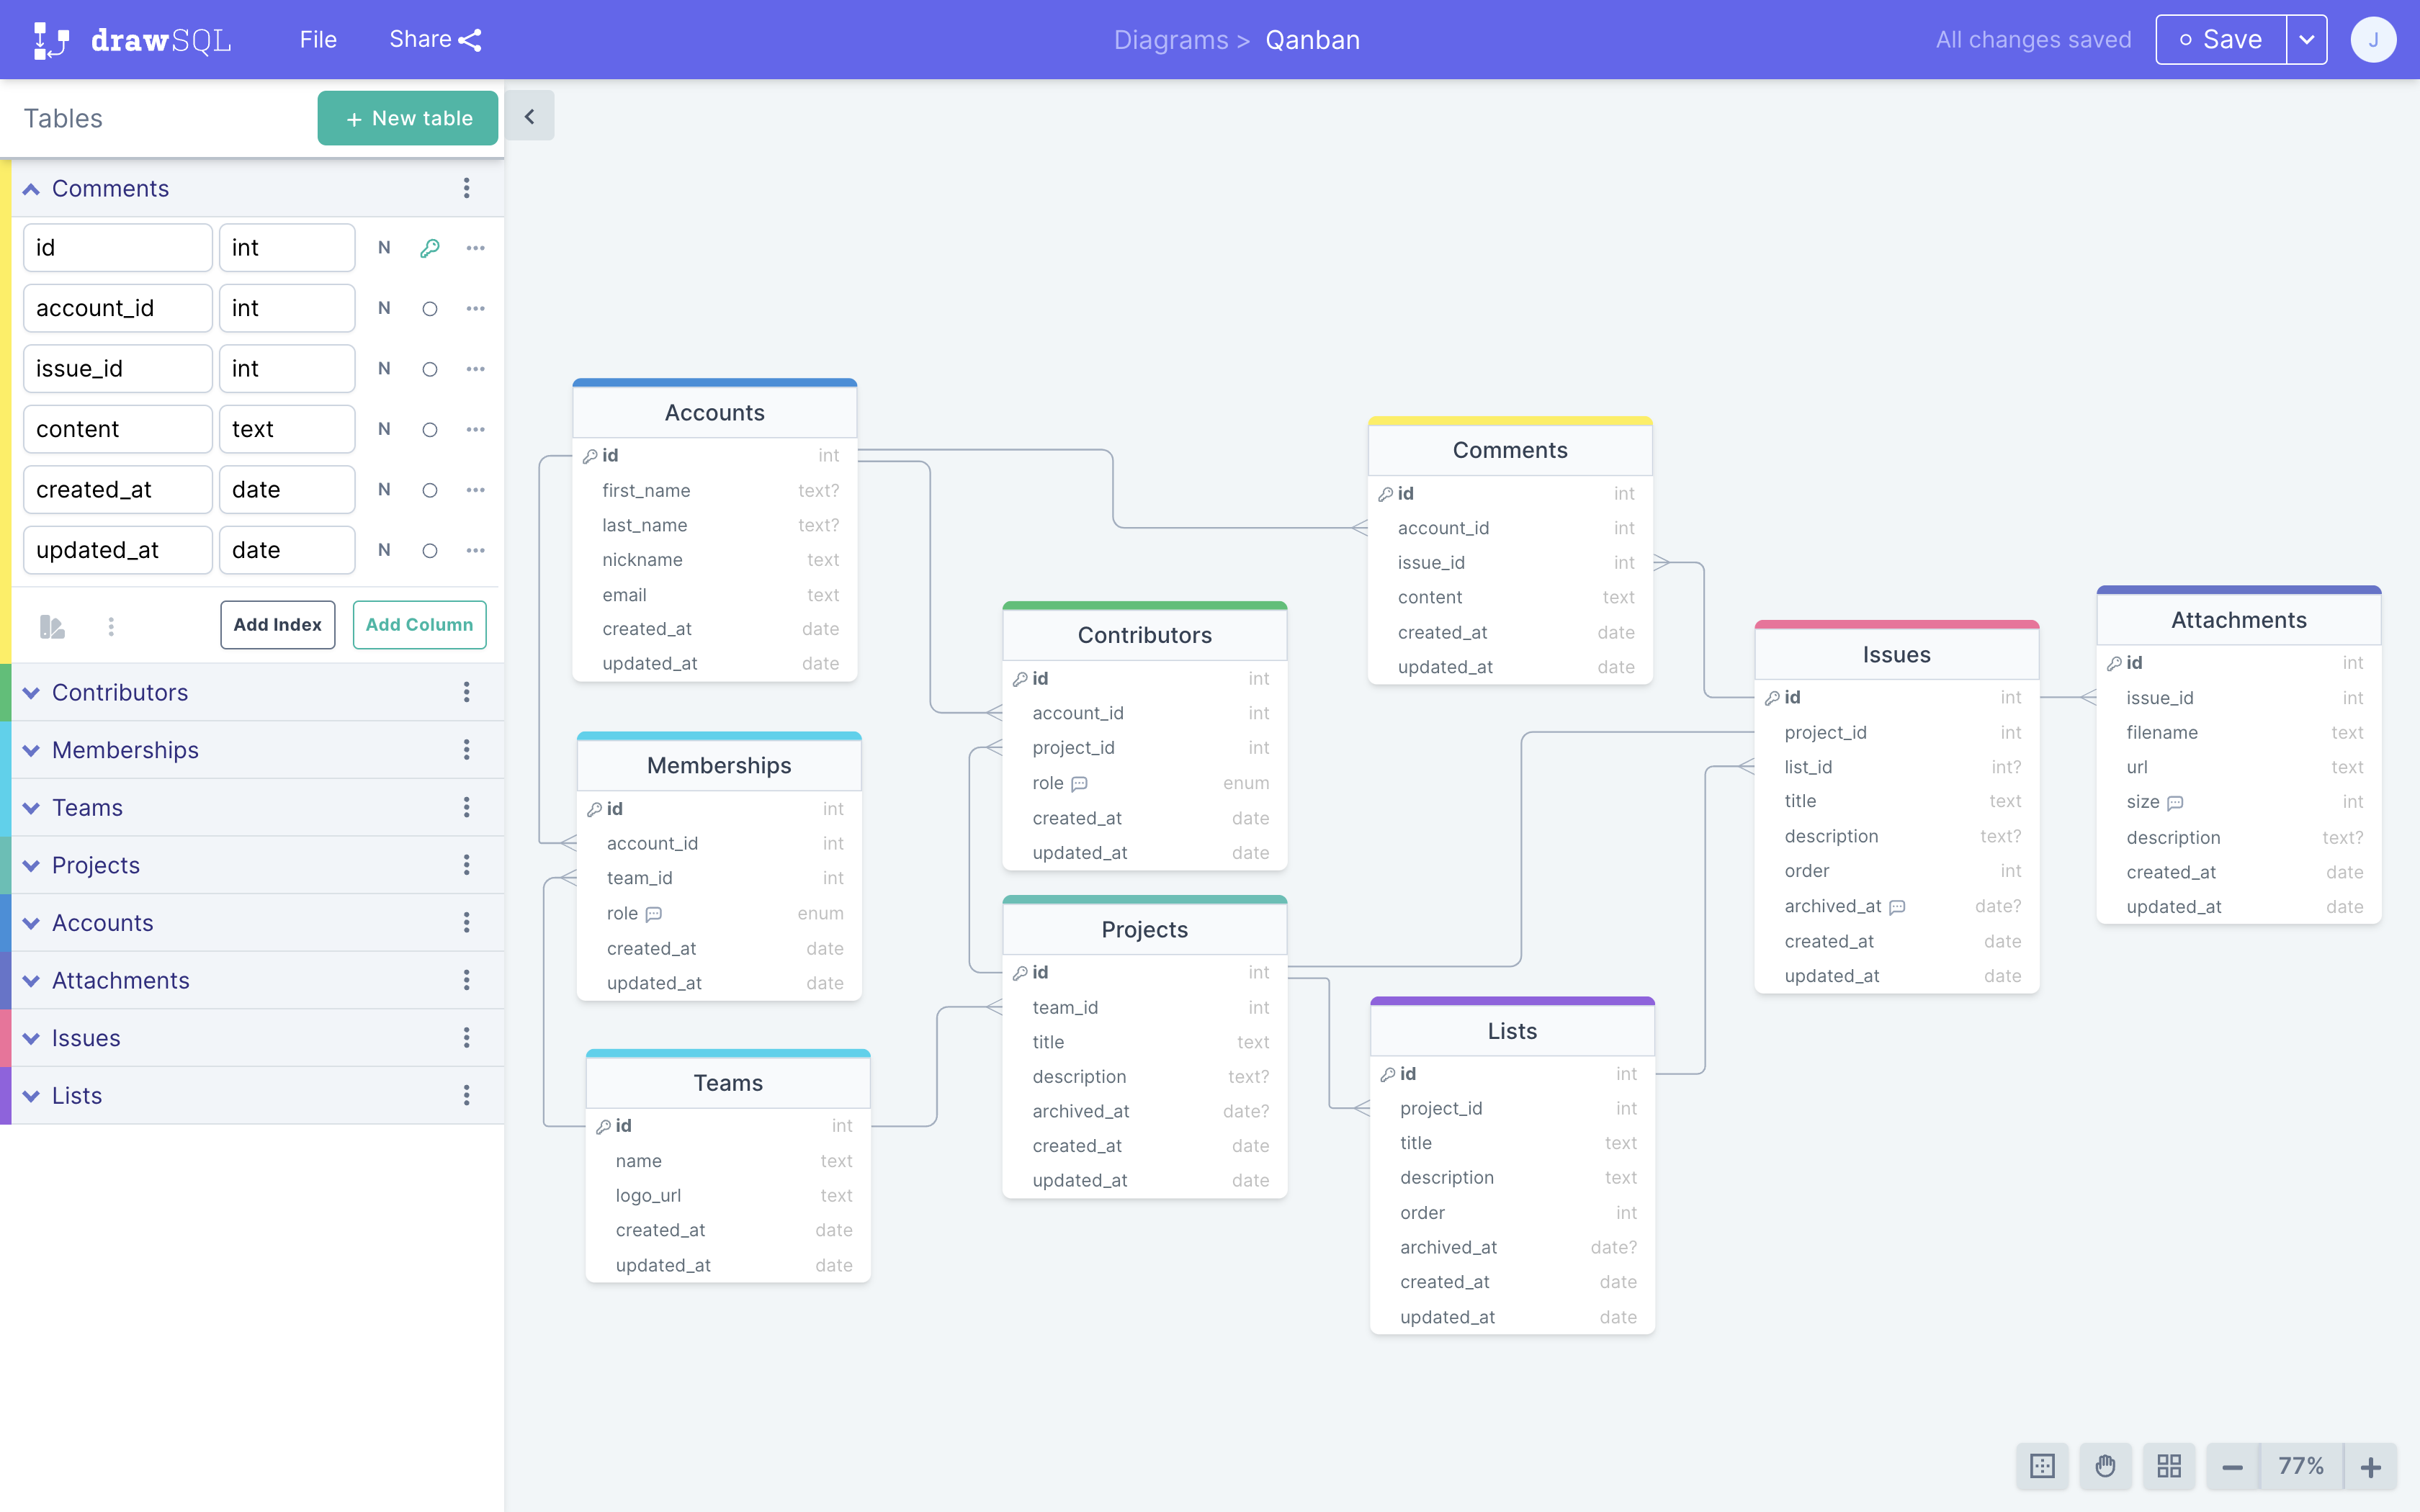 drawSQL
File
Share
Diagrams > Qanban
All changes saved
Save
J
Tables
+ New table
Comments
id int N
account_id int N
issue_id int N
content text N
created_at date N
updated_at date N
Add Index Add Column
Contributors
Memberships
Teams
Projects
Accounts
Attachments
Issues
Lists
Accounts
id int
first_name text?
last_name text?
nickname text
email text
created_at date
updated_at date
Memberships
id int
account_id int
team_id int
role enum
created_at date
updated_at date
Teams
id int
name text
logo_url text
created_at date
updated_at date
Contributors
id int
account_id int
project_id int
role enum
created_at date
updated_at date
Projects
id int
team_id int
title text
description text?
archived_at date?
created_at date
updated_at date
Comments
id int
account_id int
issue_id int
content text
created_at date
updated_at date
Lists
id int
project_id int
title text
description text
order int
archived_at date?
created_at date
updated_at date
Issues
id int
project_id int
list_id int?
title text
description text?
order int
archived_at date?
created_at date
updated_at date
Attachments
id int
issue_id int
filename text
url text
size int
description text?
created_at date
updated_at date
77%